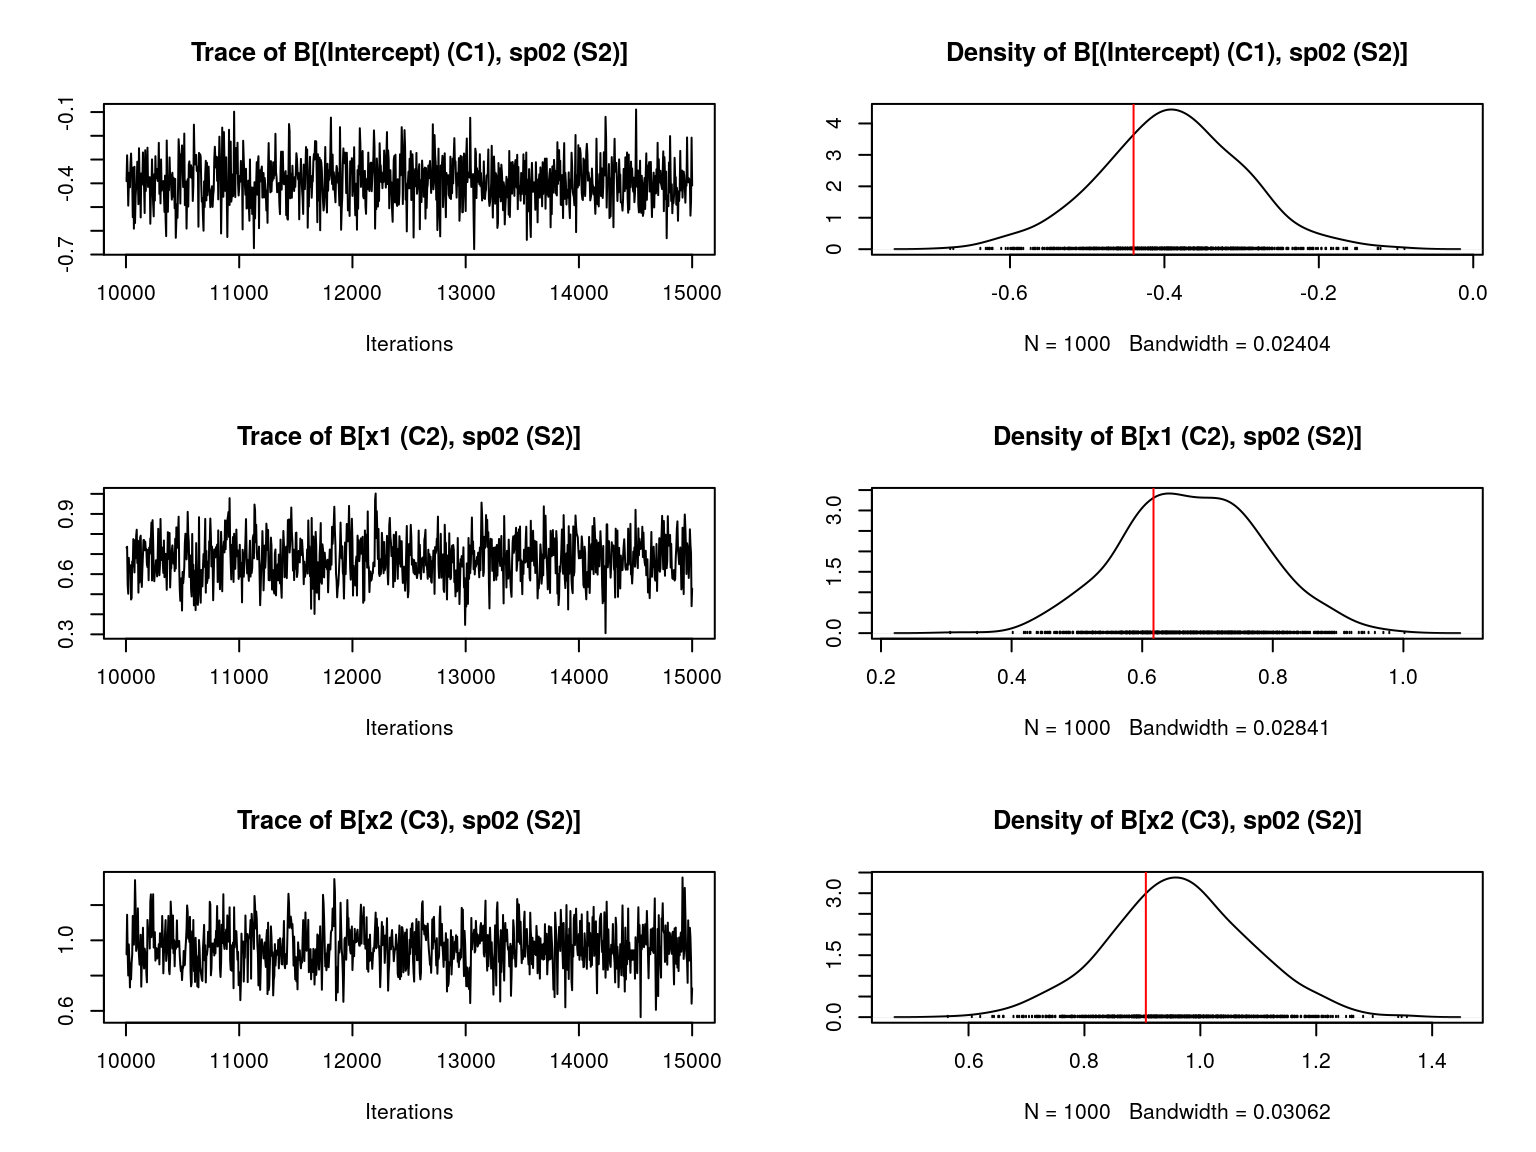 Trace of B[(Intercept) (C1), sp02 (S2)]
-0.1
-0.4
-0.7
10000 11000 12000 13000 14000 15000
Iterations
Density of B[(Intercept) (C1), sp02 (S2)]
4
3
2
1
0
-0.6 -0.4 -0.2 0.0
N = 1000 Bandwidth = 0.02404
Trace of B[x1 (C2), sp02 (S2)]
0.9
0.6
0.3
10000 11000 12000 13000 14000 15000
Iterations
Density of B[x1 (C2), sp02 (S2)]
3.0
1.5
0.0
0.2 0.4 0.6 0.8 1.0
N = 1000 Bandwidth = 0.02841
Trace of B[x2 (C3), sp02 (S2)]
1.0
0.6
10000 11000 12000 13000 14000 15000
Iterations
Density of B[x2 (C3), sp02 (S2)]
3.0
1.5
0.0
0.6 0.8 1.0 1.2 1.4
N = 1000 Bandwidth = 0.03062